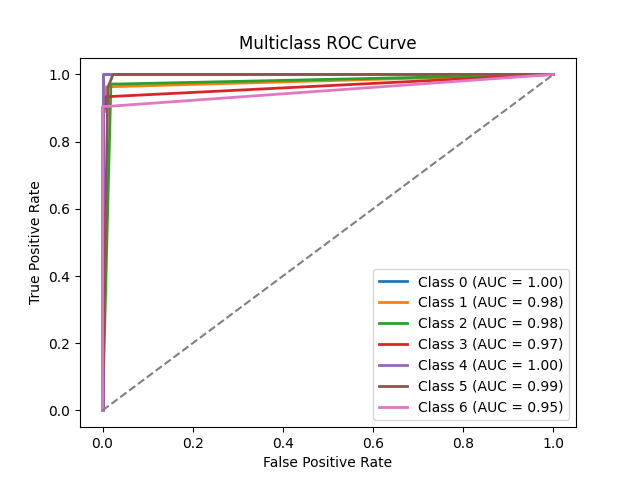 Multiclass ROC Curve
True Positive Rate
1.0
0.8
0.6
0.4
0.2
0.0
Class 0 (AUC = 1.00)
Class 1 (AUC = 0.98)
Class 2 (AUC = 0.98)
Class 3 (AUC = 0.97)
Class 4 (AUC = 1.00)
Class 5 (AUC = 0.99)
Class 6 (AUC = 0.95)
0.0 0.2 0.4 0.6 0.8 1.0
False Positive Rate